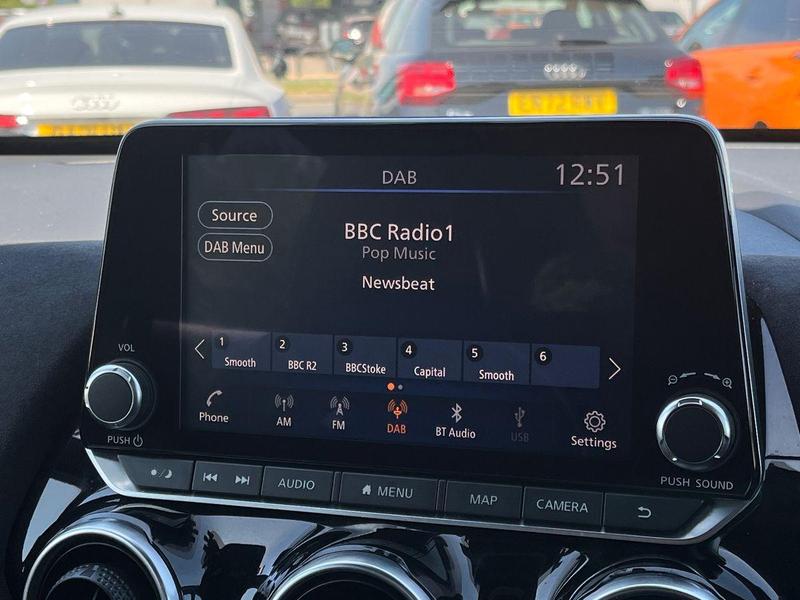 DAB
12:51
Source
DAB Menu
BBC Radio1
Pop Music
Newsbeat
1
Smooth
2
BBC R2
3
BBCStoke
4
Capital
5
Smooth
6
Phone
AM
FM
DAB
BT Audio
USB
Settings
VOL
PUSH
PUSH SOUND
AUDIO
MENU
MAP
CAMERA